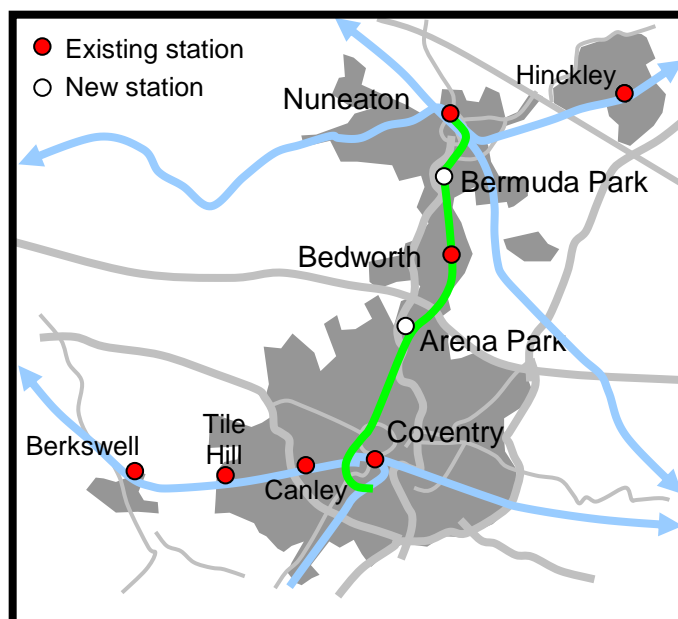 Existing station
New station
Hinckley
Nuneaton
Bermuda Park
Bedworth
Arena Park
Tile
Hill
Coventry
Berkswell
Canley